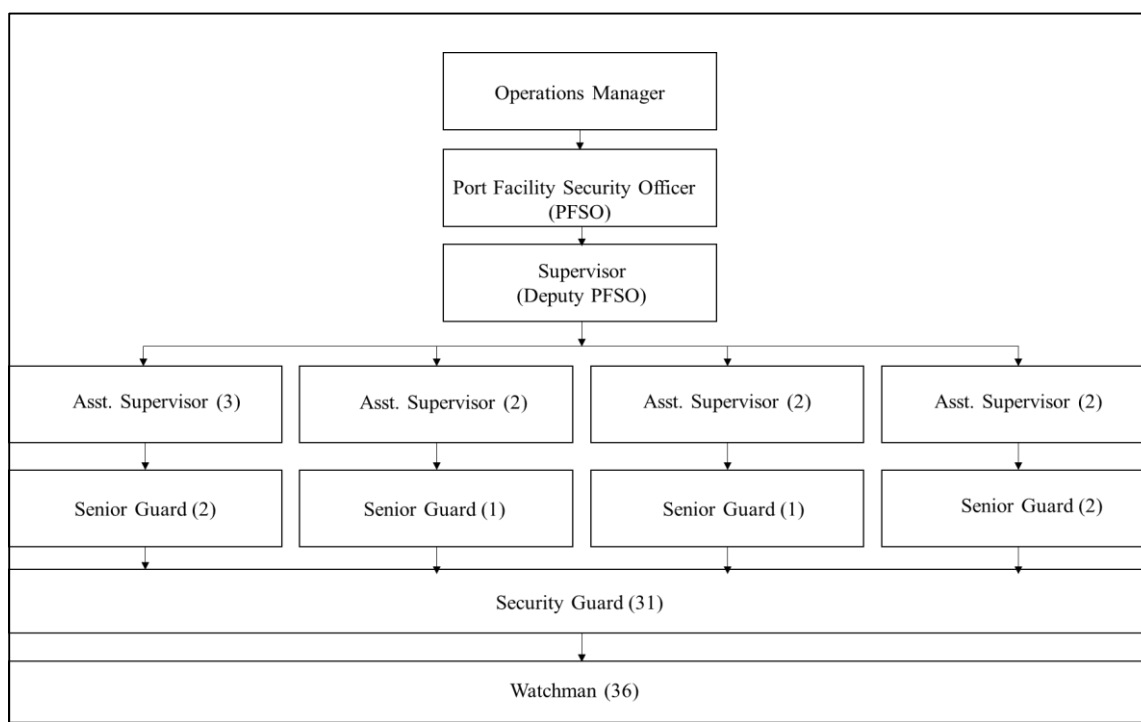 Operations Manager
Port Facility Security Officer
(PFSO)
Supervisor
(Deputy PFSO)
Asst. Supervisor (3)
Asst. Supervisor (2)
Asst. Supervisor (2)
Asst. Supervisor (2)
Senior Guard (2)
Senior Guard (1)
Senior Guard (1)
Senior Guard (2)
Security Guard (31)
Watchman (36)